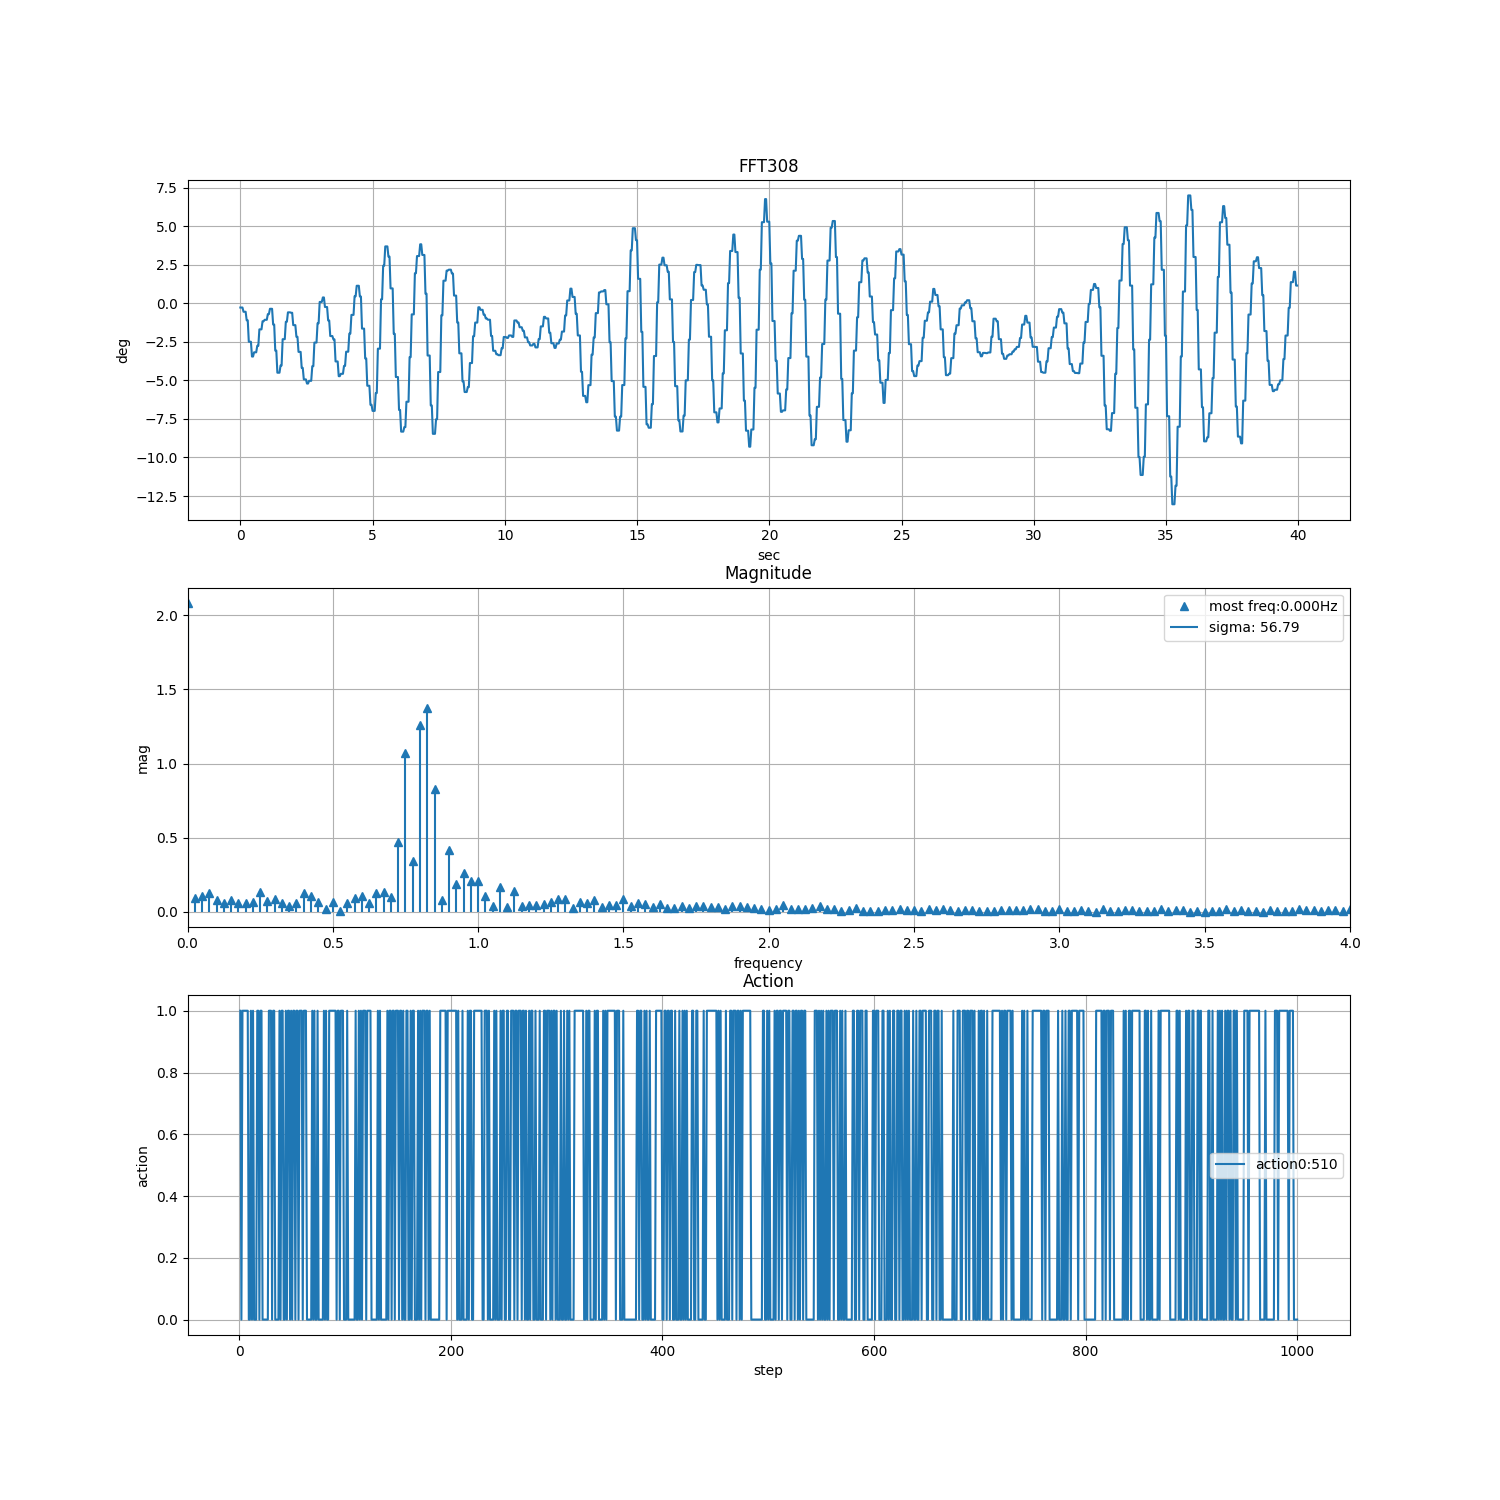 FFT308
7.5
5.0
2.5
0.0
−2.5
−5.0
−7.5
−10.0
−12.5
deg
0 5 10 15 20 25 30 35 40
sec
Magnitude
2.0
1.5
1.0
0.5
0.0
mag
most freq:0.000Hz
sigma: 56.79
0.0 0.5 1.0 1.5 2.0 2.5 3.0 3.5 4.0
frequency
Action
1.0
0.8
0.6
0.4
0.2
0.0
action
action0:510
0 200 400 600 800 1000
step